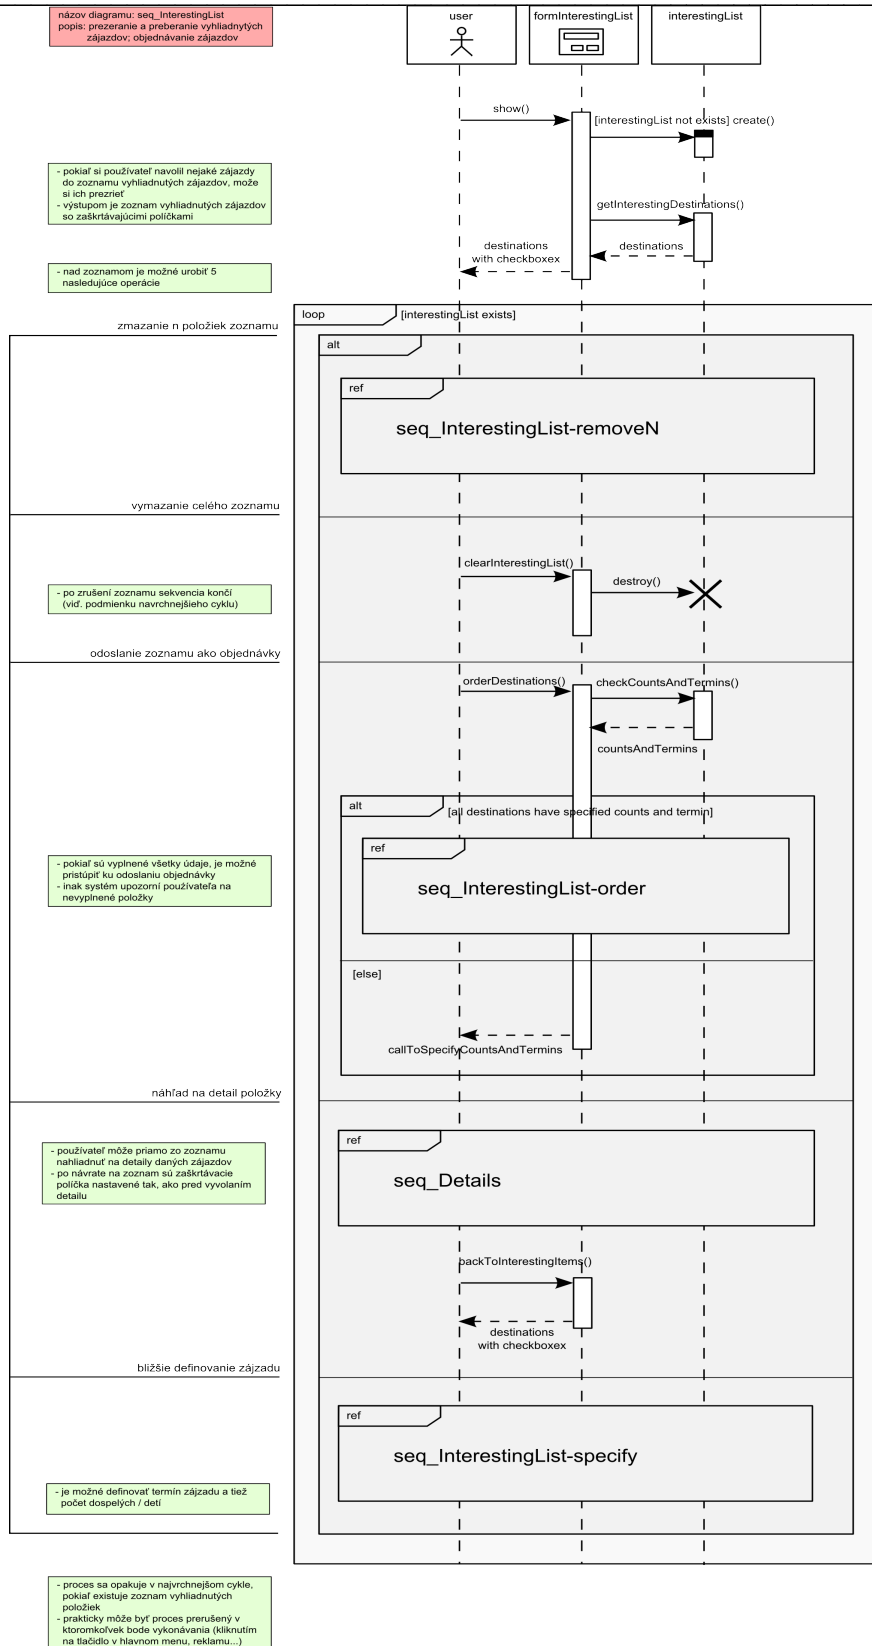 názov diagramu: seq_InterestingList
popis: prezeranie a preberanie vyhliadnytých
zájazdov; objednávanie zájazdov
user
formInterestingList
interestingList
show()
[interestingList not exists] create()
- pokiaľ si používateľ navolil nejaké zájazdy
do zoznamu vyhliadnutých zájazdov, može
si ich prezrieť
- výstupom je zoznam vyhliadnutých zájazdov
so zaškrtávajúcimi políčkami
getInterestingDestinations()
destinations
destinations
with checkboxex
- nad zoznamom je možné urobiť 5
nasledujúce operácie
loop
[interestingList exists]
zmazanie n položiek zoznamu
alt
ref
seq_InterestingList-removeN
vymazanie celého zoznamu
clearInterestingList()
destroy()
- po zrušení zoznamu sekvencia končí
(viď. podmienku navrchnejšieho cyklu)
odoslanie zoznamu ako objednávky
orderDestinations()
checkCountsAndTermins()
countsAndTermins
alt
[all destinations have specified counts and termin]
ref
seq_InterestingList-order
- pokiaľ sú vyplnené všetky údaje, je možné
pristúpiť ku odoslaniu objednávky
- inak systém upozorní používateľa na
nevyplnené položky
[else]
callToSpecifyCountsAndTermins
náhľad na detail položky
ref
seq_Details
- používateľ môže priamo zo zoznamu
nahliadnuť na detaily daných zájazdov
- po návrate na zoznam sú zaškrtávacie
políčka nastavené tak, ako pred vyvolaním
detailu
backToInterestingItems()
destinations
with checkboxex
bližšie definovanie zájzadu
ref
seq_InterestingList-specify
- je možné definovať termín zájzadu a tiež
počet dospelých / detí
- proces sa opakuje v najvrchnejšom cykle,
pokiaľ existuje zoznam vyhliadnutých
položiek
- prakticky môže byť proces prerušený v
ktoromkoľvek bode vykonávania (kliknutím
na tlačidlo v hlavnom menu, reklamu...)